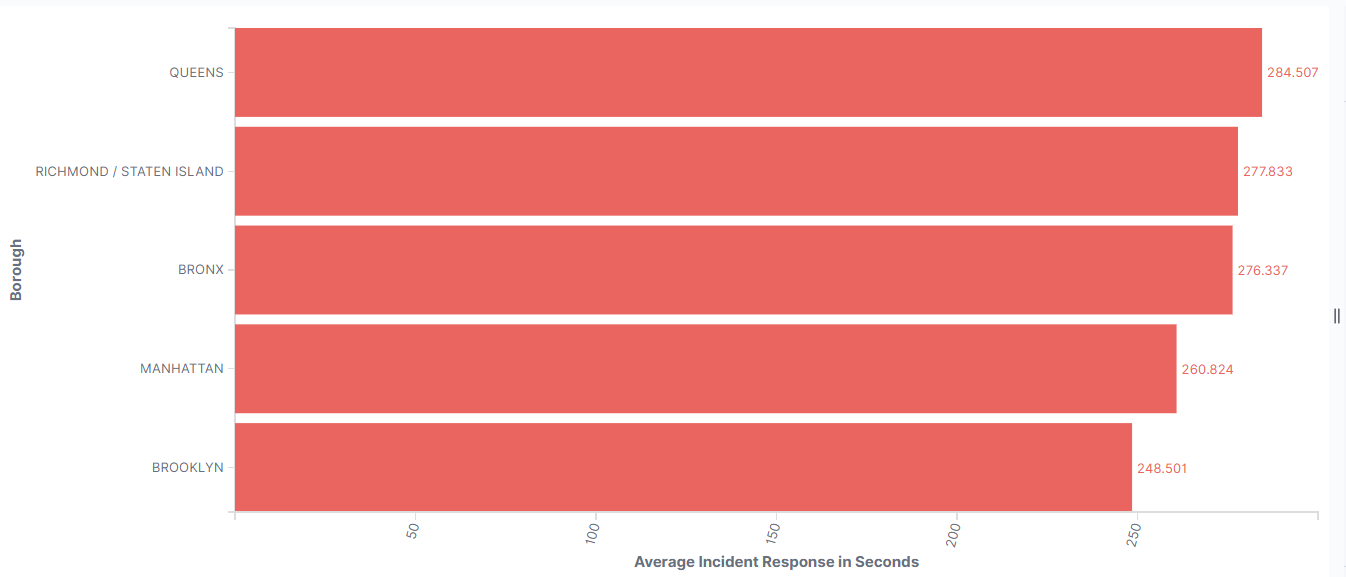 QUEENS
284.507
RICHMOND / STATEN ISLAND
277.833
Borough
BRONX
276.337
MANHATTAN
260.824
BROOKLYN
248.501
50
100
150
200
250
Average Incident Response in Seconds